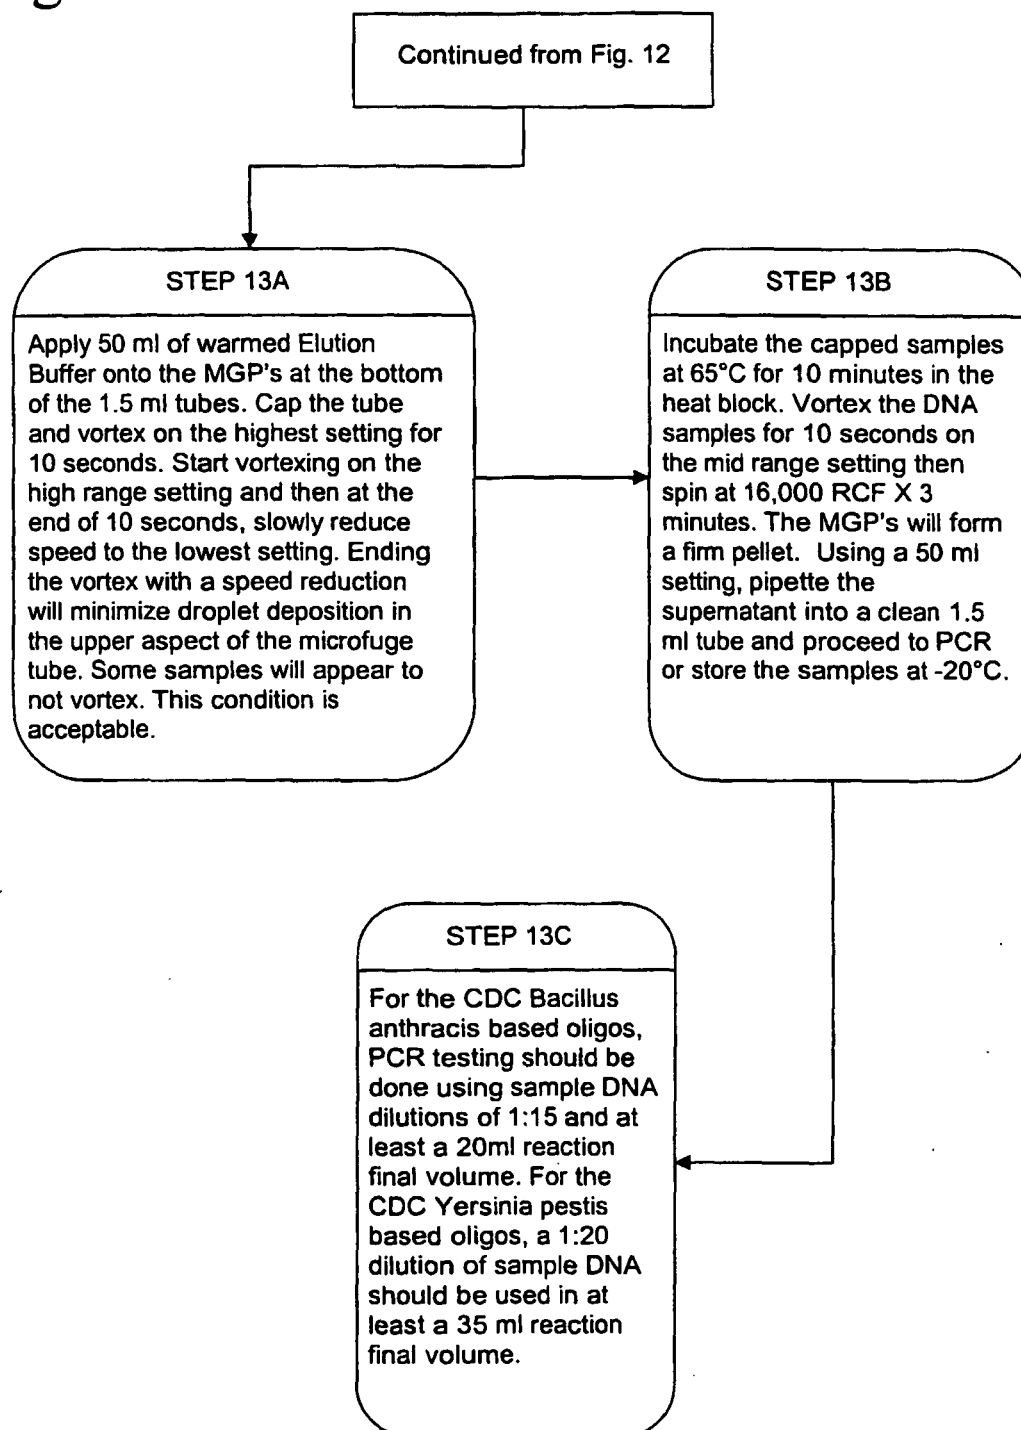 Continued from Fig. 12
STEP 13A
Apply 50 ml of warmed Elution
Buffer onto the MGP's at the bottom
of the 1.5 ml tubes. Cap the tube
and vortex on the highest setting for
10 seconds. Start vortexing on the
high range setting and then at the
end of 10 seconds, slowly reduce
speed to the lowest setting. Ending
the vortex with a speed reduction
will minimize droplet deposition in
the upper aspect of the microfuge
tube. Some samples will appear to
not vortex. This condition is
acceptable.
STEP 13B
Incubate the capped samples
at 65°C for 10 minutes in the
heat block. Vortex the DNA
samples for 10 seconds on
the mid range setting then
spin at 16,000 RCF X 3
minutes. The MGP's will form
a firm pellet. Using a 50 ml
setting, pipette the
supernatant into a clean 1.5
ml tube and proceed to PCR
or store the samples at -20°C.
STEP 13C
For the CDC Bacillus
anthracis based oligos,
PCR testing should be
done using sample DNA
dilutions of 1:15 and at
least a 20ml reaction
final volume. For the
CDC Yersinia pestis
based oligos, a 1:20
dilution of sample DNA
should be used in at
least a 35 ml reaction
final volume.